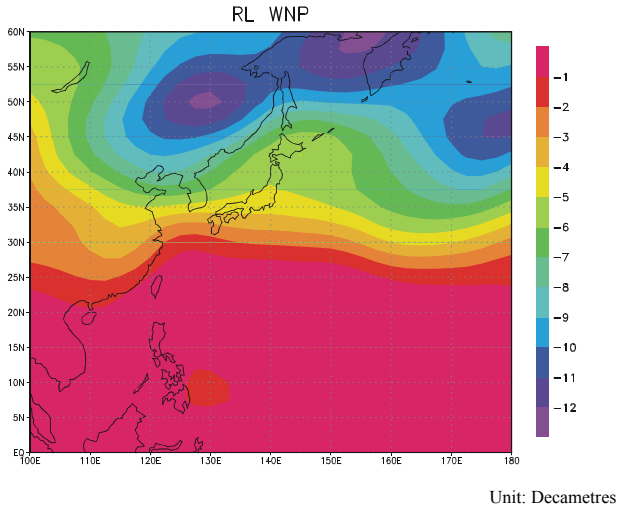 RL WNP
60N
55N
50N
45N
40N
35N
30N
25N
20N
15N
10N
5N
EQ
100E 110E 120E 130E 140E 150E 160E 170E 180
-1
-2
-3
-4
-5
-6
-7
-8
-9
-10
-11
-12
Unit: Decametres